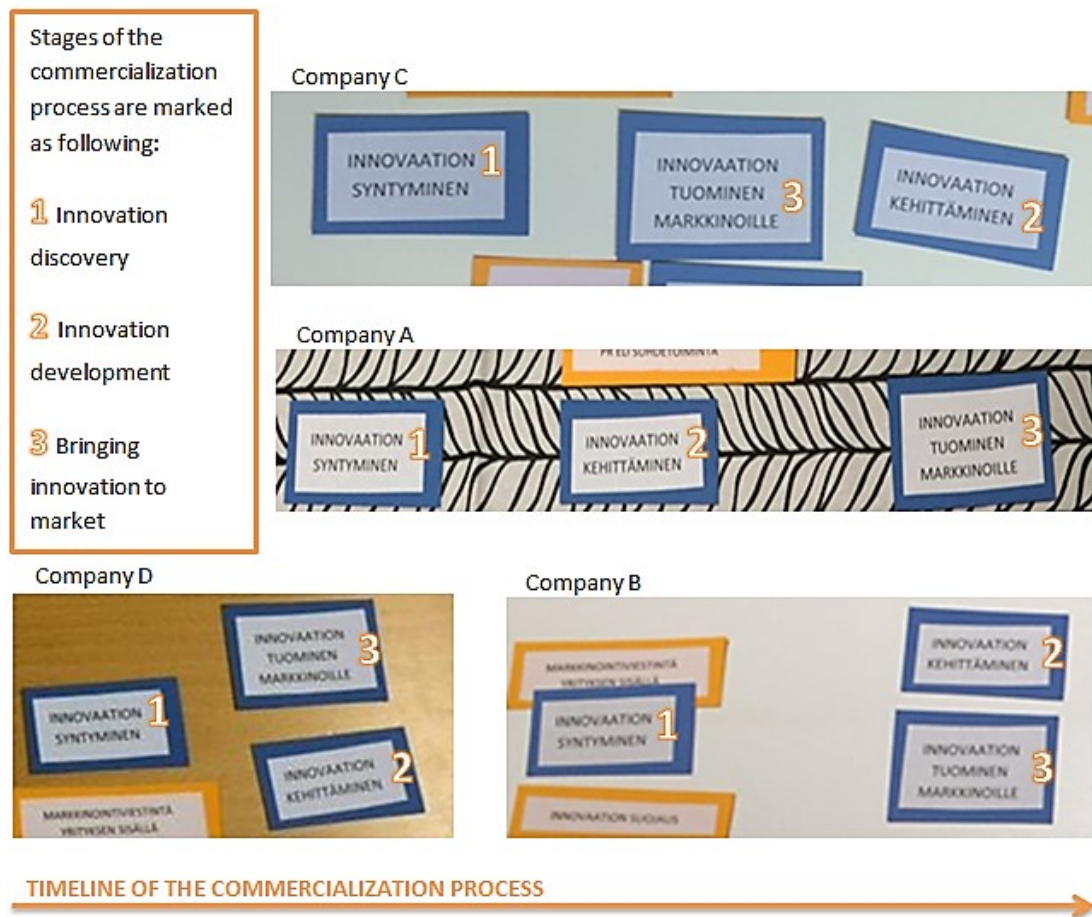 Stages of the
commercialization
process are marked
as following:
1 Innovation
discovery
2 Innovation
development
3 Bringing
innovation to
market
Company C
INNOVAATION 1
SYNTYMINEN
INNOVAATION
TUOMINEN 3
MARKKINOILLE
INNOVAATION
KEHITTÄMINEN 2
Company A
PR ELI SUHDETOIMINTA
INNOVAATION 1
SYNTYMINEN
INNOVAATION 2
KEHITTÄMINEN
INNOVAATION 3
TUOMINEN
MARKKINOILLE
Company D
INNOVAATION
TUOMINEN 3
MARKKINOILLE
INNOVAATION 1
SYNTYMINEN
INNOVAATION 2
KEHITTÄMINEN
MARKKINOINTIVIESTINTÄ
YRITYKSEN SISÄLLÄ
Company B
MARKKINOINTIVIESTINTÄ
YRITYKSEN SISÄLLÄ
INNOVAATION 1
SYNTYMINEN
INNOVAATION SUOJAUS
INNOVAATION 2
KEHITTÄMINEN
INNOVAATION
TUOMINEN 3
MARKKINOILLE
TIMELINE OF THE COMMERCIALIZATION PROCESS